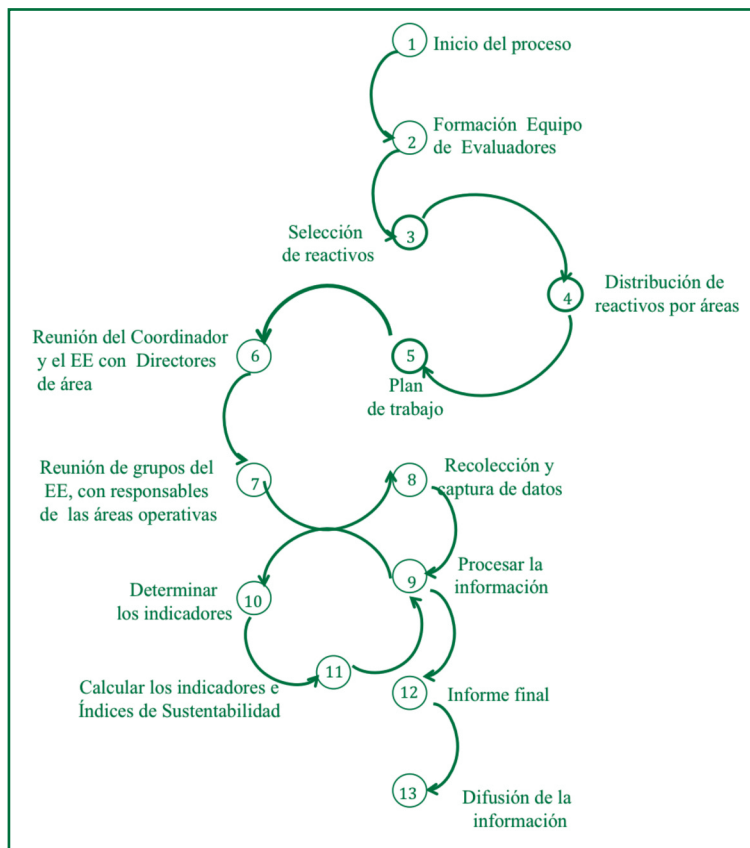 1 Inicio del proceso
2 Formación Equipo
de Evaluadores
3 Selección
de reactivos
4 Distribución de
reactivos por áreas
5
Plan
de trabajo
6 Reunión del Coordinador
y el EE con Directores
de área
7 Reunión de grupos del
EE, con responsables
de las áreas operativas
8 Recolección y
captura de datos
9 Procesar la
información
10 Determinar
los indicadores
11
Calcular los indicadores e
Índices de Sustentabilidad
12 Informe final
13 Difusión de la
información